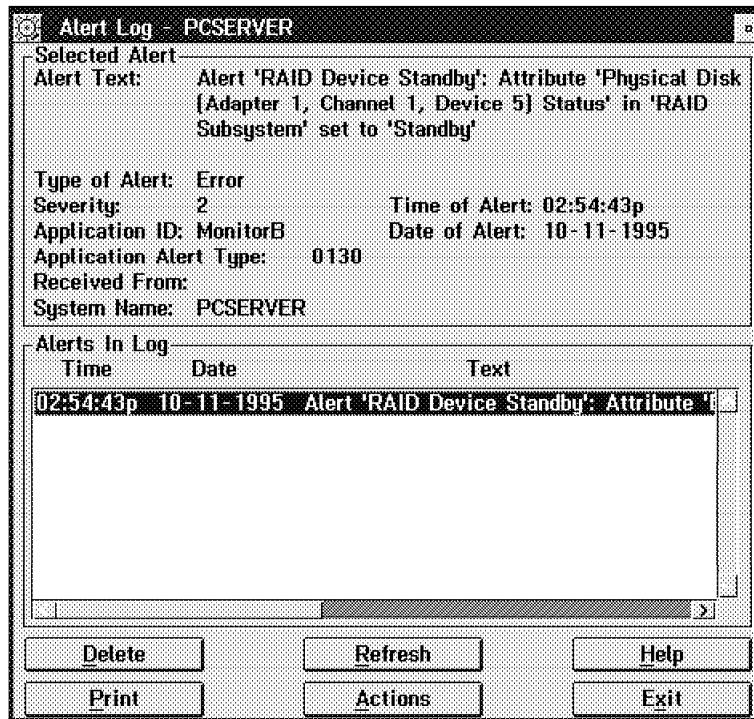 Alert Log - PCSERVER
Selected Alert
Alert Text: Alert 'RAID Device Standby': Attribute 'Physical Disk
(Adapter 1, Channel 1, Device 5) Status' in 'RAID
Subsystem' set to 'Standby'
Type of Alert: Error
Severity: 2 Time of Alert: 02:54:43p
Application ID: MonitorB Date of Alert: 10-11-1995
Application Alert Type: 0130
Received From:
System Name: PCSERVER
Alerts In Log
Time Date Text
02:54:43p 10-11-1995 Alert 'RAID Device Standby': Attribute '
Delete Refresh Help
Print Actions Exit